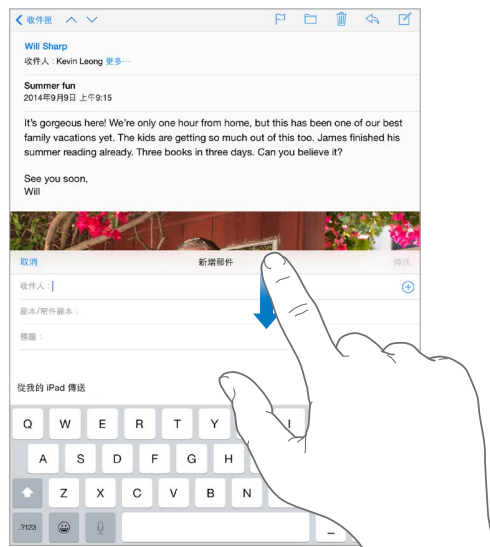 收件匣
Will Sharp
收件人：Kevin Leong 更多…
Summer fun
2014年9月9日 上午9:15
It's gorgeous here! We're only one hour from home, but this has been one of our best
family vacations yet. The kids are getting so much out of this too. James finished his
summer reading already. Three books in three days. Can you believe it?
See you soon,
Will
取消 新增郵件 傳送
收件人：
副本/密件副本：
標題：
從我的 iPad 傳送
Q W E R T Y I
A S D F G H
Z X C V B N
.?123